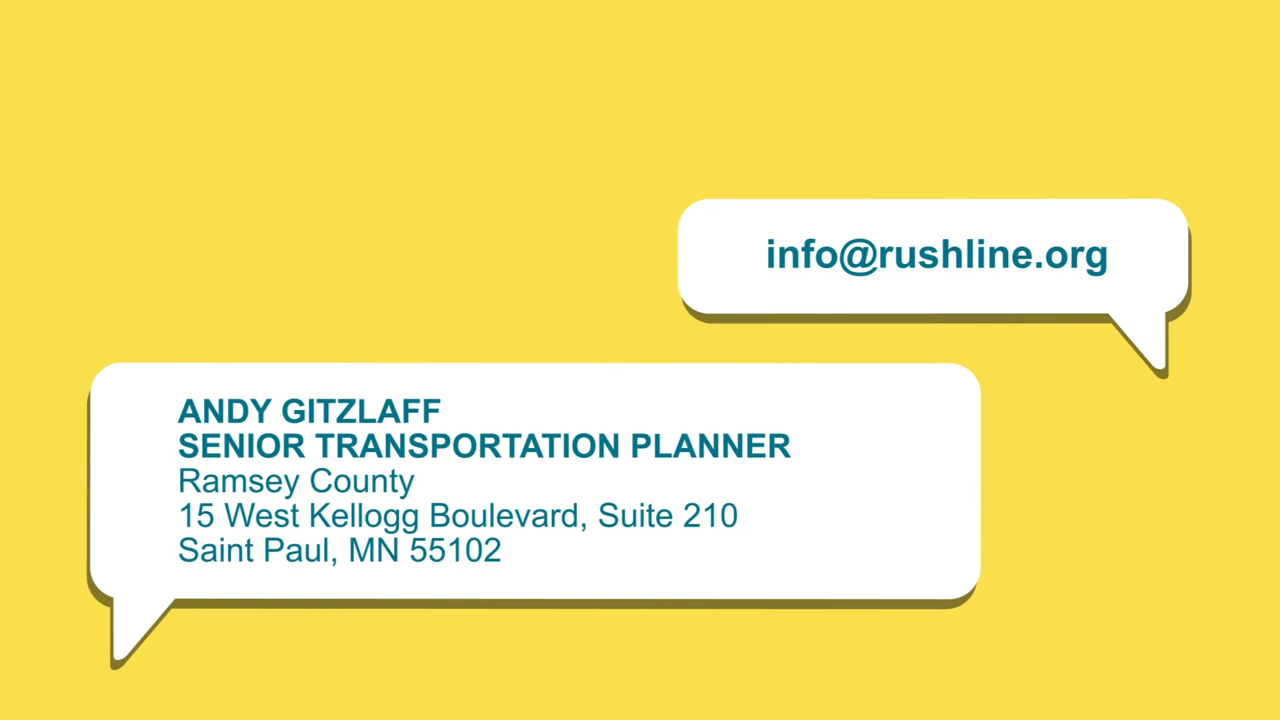 info@rushline.org
ANDY GITZLAFF
SENIOR TRANSPORTATION PLANNER
Ramsey County
15 West Kellogg Boulevard, Suite 210
Saint Paul, MN 55102